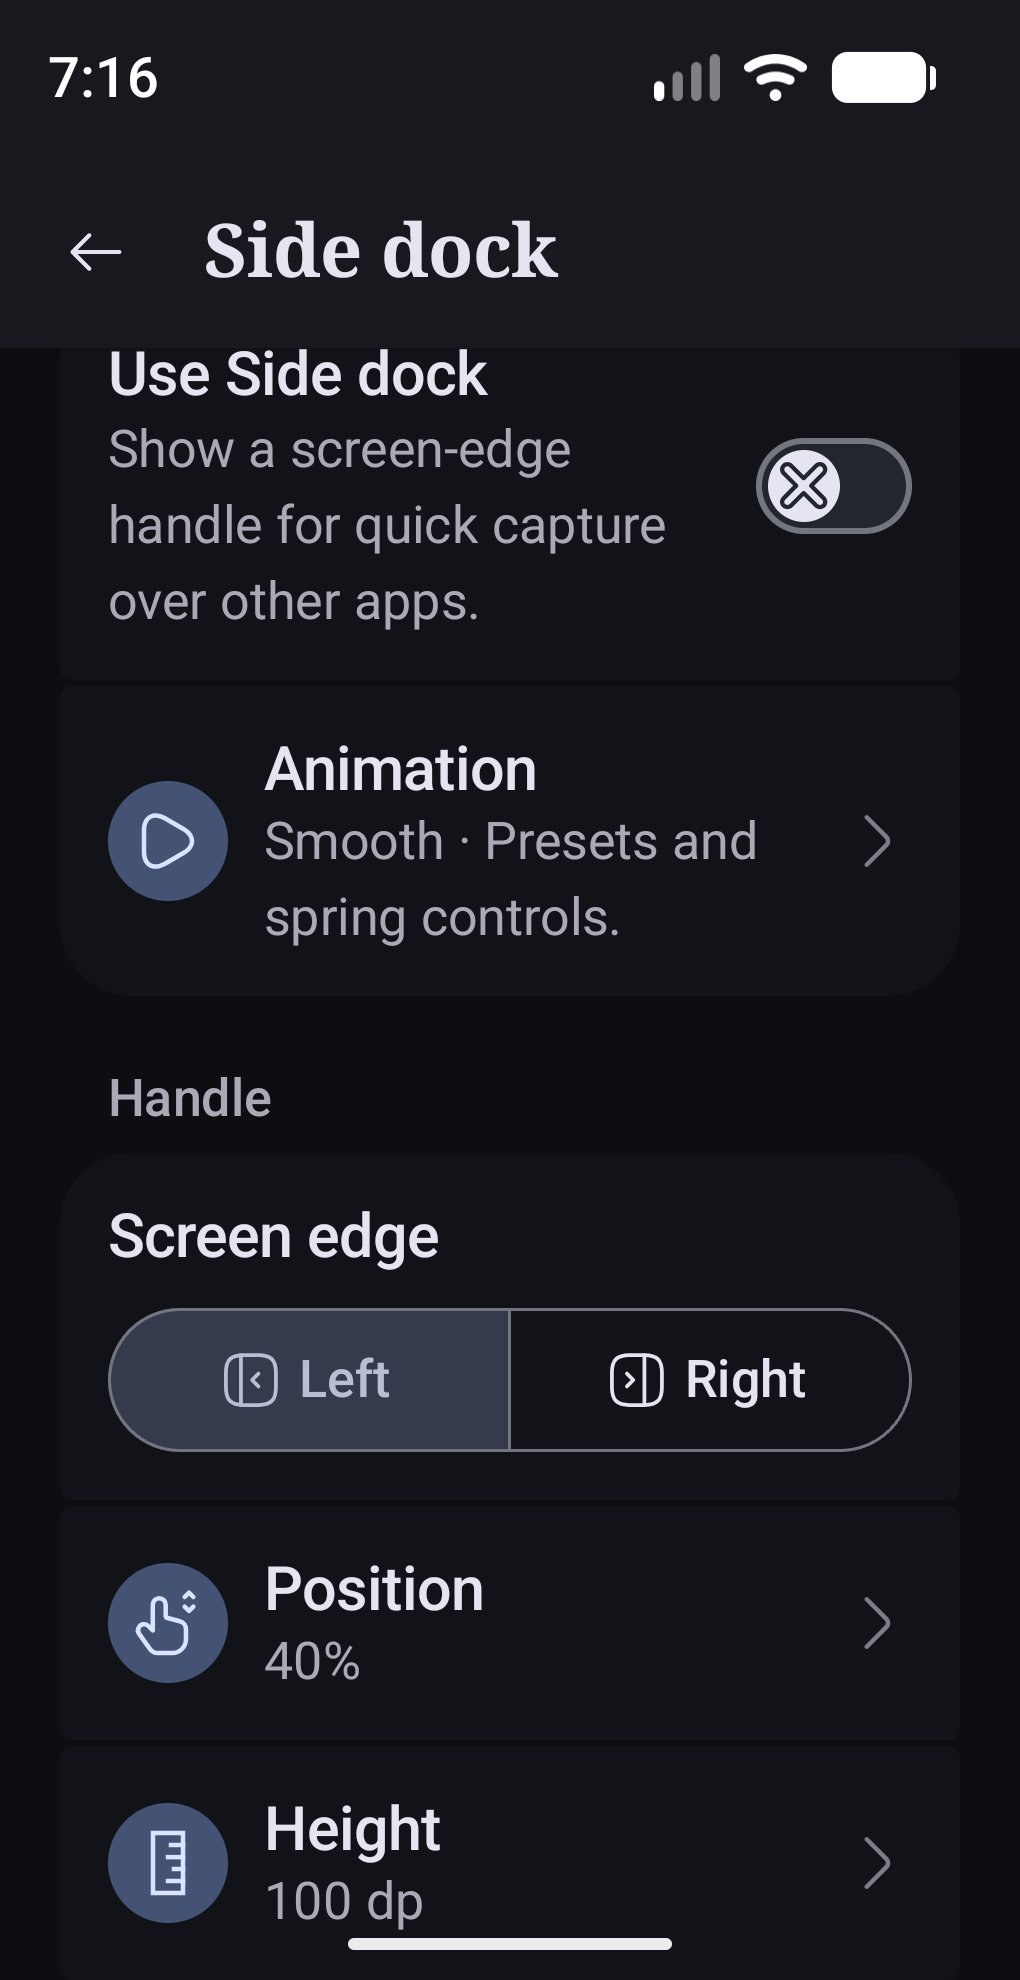 7:16
Side dock
Use Side dock
Show a screen-edge
handle for quick capture
over other apps.
Animation
Smooth · Presets and
spring controls.
Handle
Screen edge
Left
Right
Position
40%
Height
100 dp